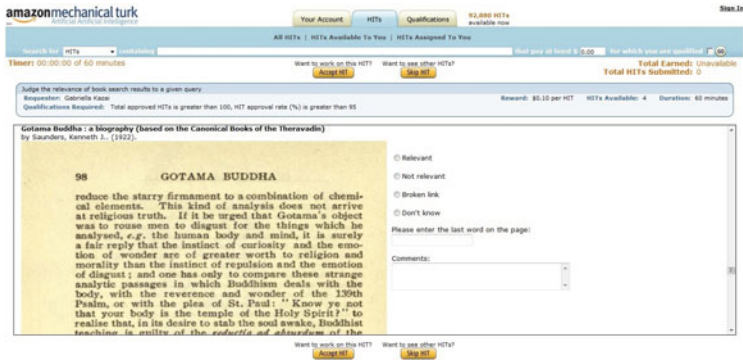 amazonmechanical turk
Artificial Artificial Intelligence
Your Account
HITs
Qualifications
92,880 HITs
available now
Sign In
All HITs | HITs Available To You | HITs Assigned To You
Search for HITs containing that pay at least $ 0.00 for which you are qualified GO
Timer: 00:00:00 of 60 minutes
Want to work on this HIT? Want to see other HITs?
Accept HIT Skip HIT
Total Earned: Unavailable
Total HITs Submitted: 0
Judge the relevance of book search results to a given query
Requester: Gabriella Kazai
Reward: $0.10 per HIT HITs Available: 4 Duration: 60 minutes
Qualifications Required: Total approved HITs is greater than 100, HIT approval rate (%) is greater than 95
Gotama Buddha : a biography (based on the Canonical Books of the Theravadin)
by Saunders, Kenneth J.. (1922).
98 GOTAMA BUDDHA
reduce the starry firmament to a combination of chemi-
cal elements. This kind of analysis does not arrive
at religious truth. If it be urged that Gotama's object
was to rouse men to disgust for the things which he
analysed, e.g. the human body and mind, it is surely
a fair reply that the instinct of curiosity and the emo-
tion of wonder are of greater worth to religion and
morality than the instinct of repulsion and the emotion
of disgust; and one has only to compare these strange
analytic passages in which Buddhism deals with the
body, with the reverence and wonder of the 139th
Psalm, or with the plea of St. Paul: "Know ye not
that your body is the temple of the Holy Spirit?" to
realise that, in its desire to stab the soul awake, Buddhist
teaching is guilty of the reductio ad absurdum of the
Relevant
Not relevant
Broken link
Don't know
Please enter the last word on the page:
Comments:
Want to work on this HIT? Want to see other HITs?
Accept HIT Skip HIT